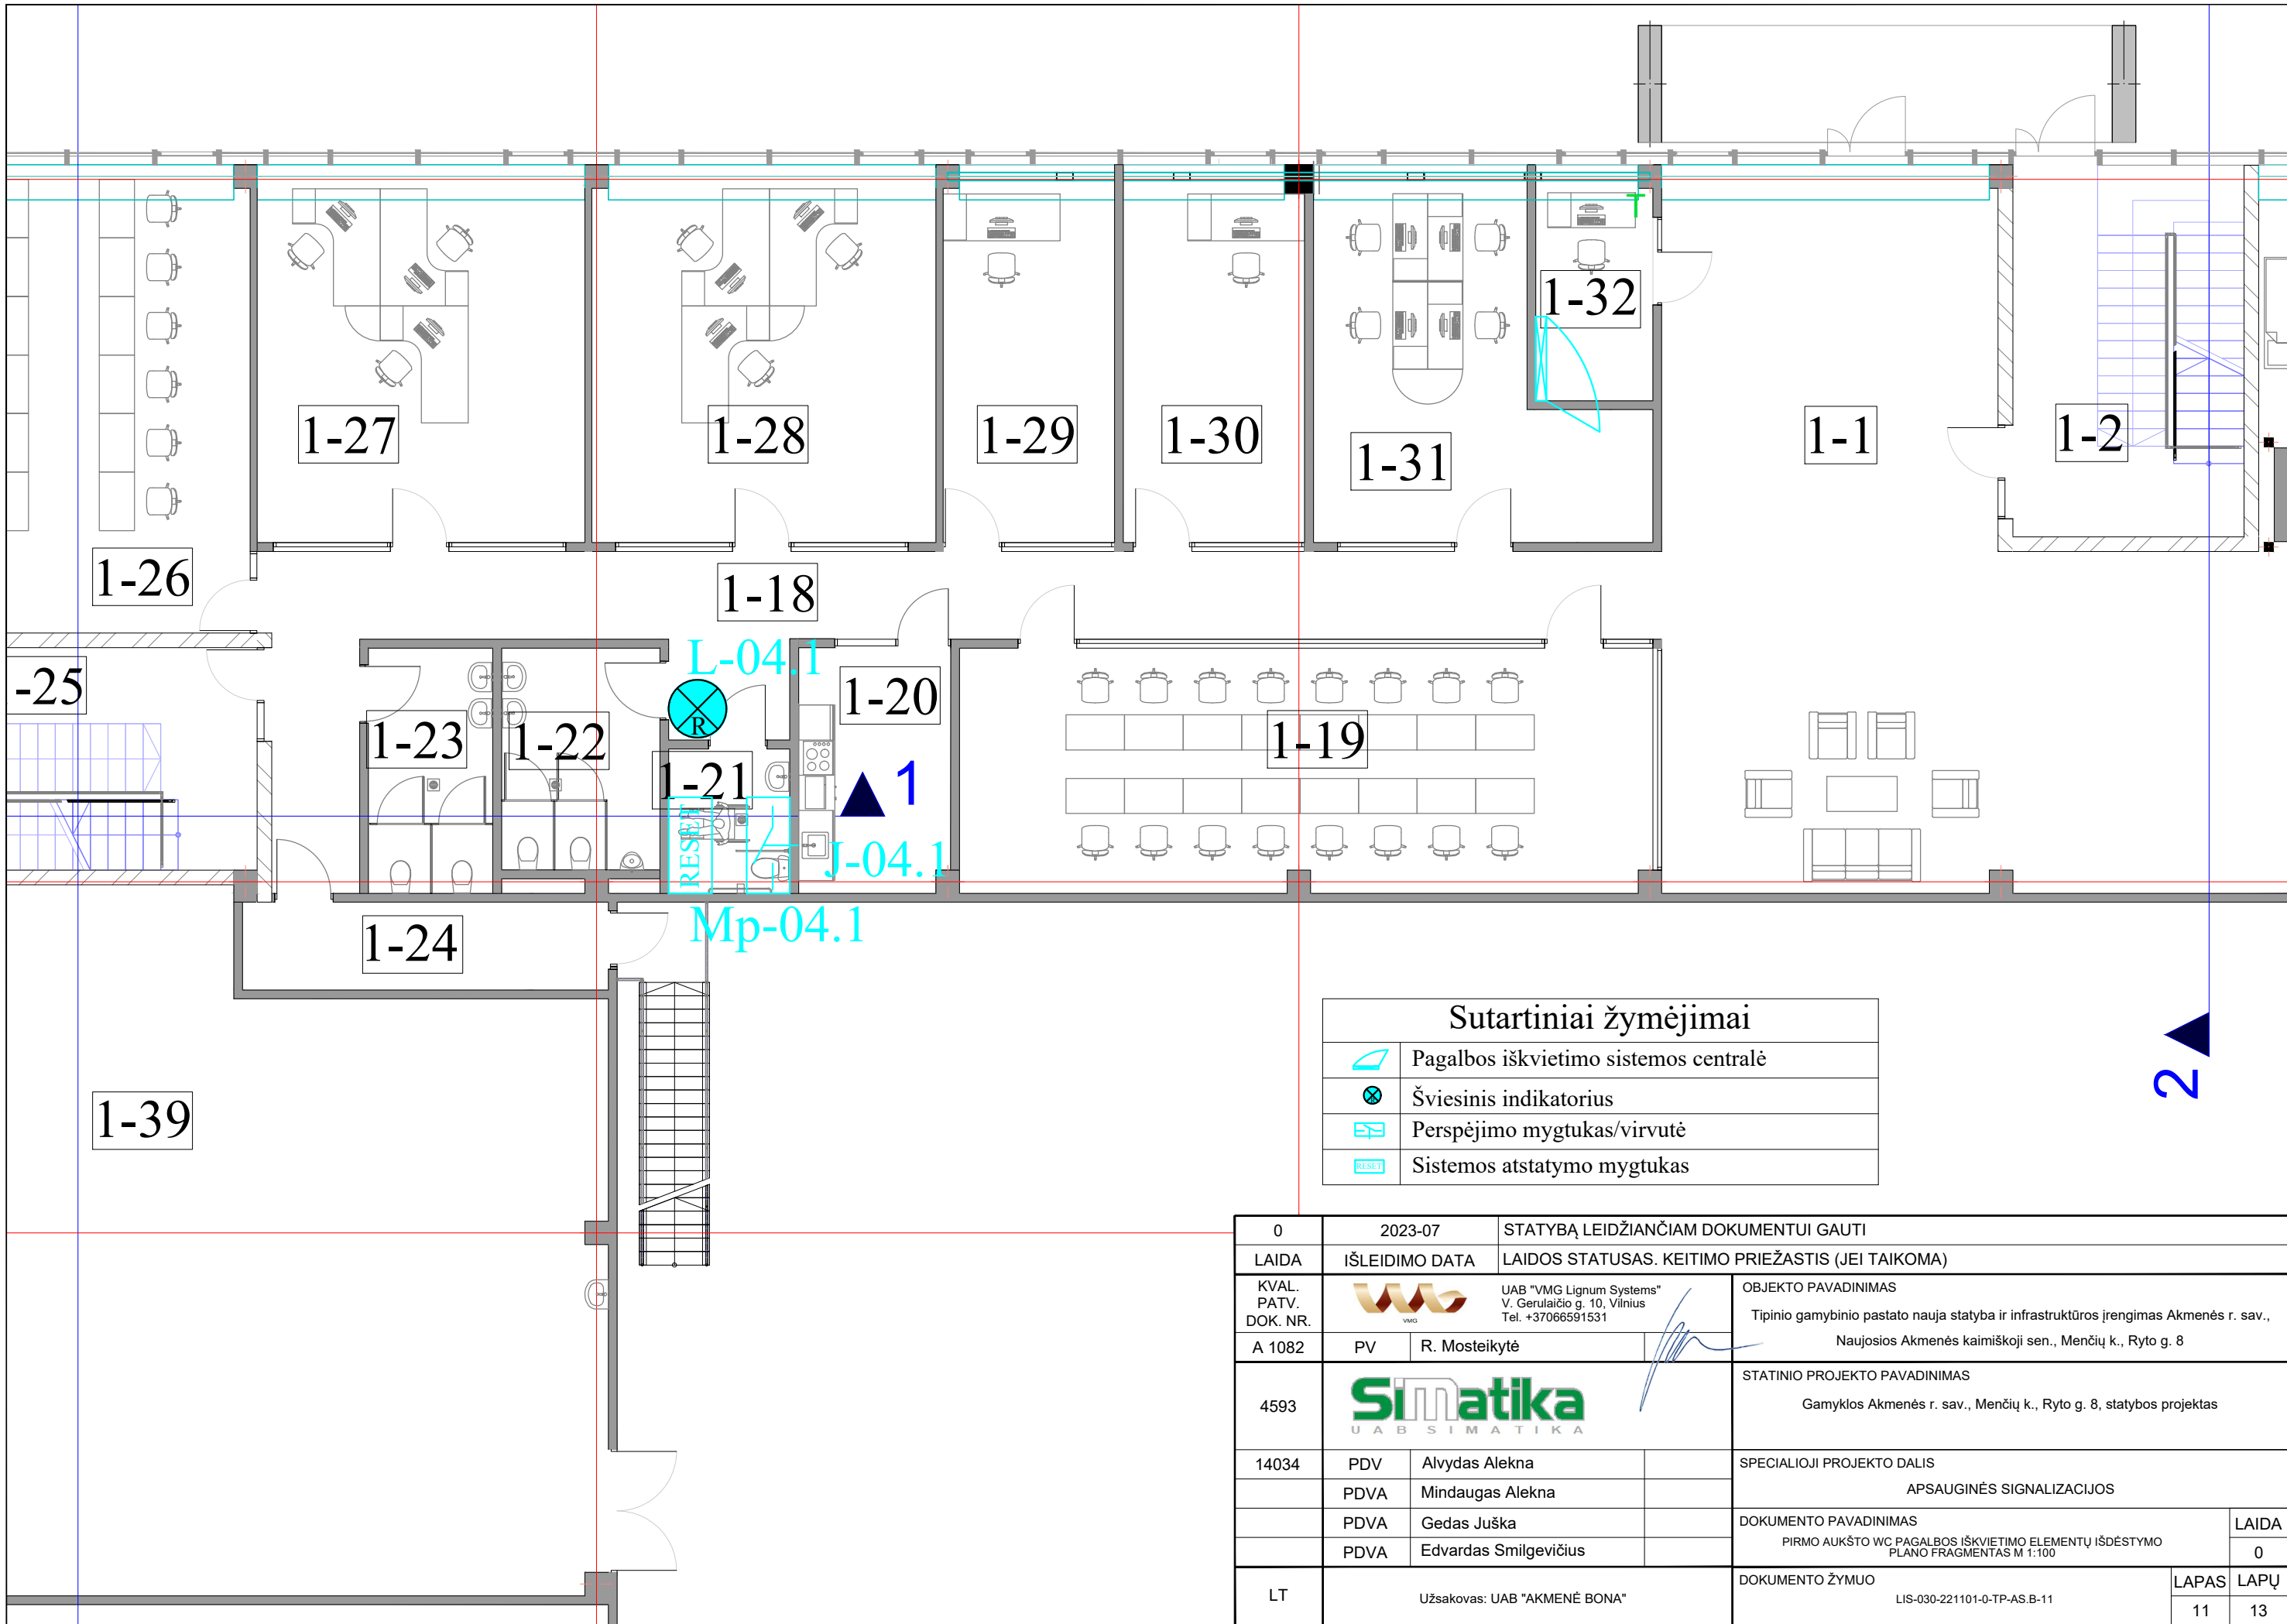 1-32
1-27
1-28
1-29
1-30
1-31
1-1
1-2
1-26
1-18
L-04.1
R
-25
1-23
1-22
1-20
1-19
1-21
1
RESET
J-04.1
Mp-04.1
1-24
1-39
2
Sutartiniai žymėjimai
Pagalbos iškvietimo sistemos centralė
Šviesinis indikatorius
Perspėjimo mygtukas/virvutė
RESET Sistemos atstatymo mygtukas
0 2023-07 STATYBĄ LEIDŽIANČIAM DOKUMENTUI GAUTI
LAIDA IŠLEIDIMO DATA LAIDOS STATUSAS. KEITIMO PRIEŽASTIS (JEI TAIKOMA)
KVAL.
PATV.
DOK. NR.
VMG
UAB "VMG Lignum Systems"
V. Gerulaičio g. 10, Vilnius
Tel. +37066591531
OBJEKTO PAVADINIMAS
Tipinio gamybinio pastato nauja statyba ir infrastruktūros įrengimas Akmenės r. sav.,
Naujosios Akmenės kaimiškoji sen., Menčių k., Ryto g. 8
A 1082 PV R. Mosteikytė
4593
Simatika
UAB SIMATIKA
STATINIO PROJEKTO PAVADINIMAS
Gamyklos Akmenės r. sav., Menčių k., Ryto g. 8, statybos projektas
14034 PDV Alvydas Alekna
PDVA Mindaugas Alekna
PDVA Gedas Juška
PDVA Edvardas Smilgevičius
SPECIALIOJI PROJEKTO DALIS
APSAUGINĖS SIGNALIZACIJOS
DOKUMENTO PAVADINIMAS
PIRMO AUKŠTO WC PAGALBOS IŠKVIETIMO ELEMENTŲ IŠDĖSTYMO
PLANO FRAGMENTAS M 1:100
LAIDA
0
LT Užsakovas: UAB "AKMENĖ BONA"
DOKUMENTO ŽYMUO
LIS-030-221101-0-TP-AS.B-11
LAPAS LAPŲ
11 13